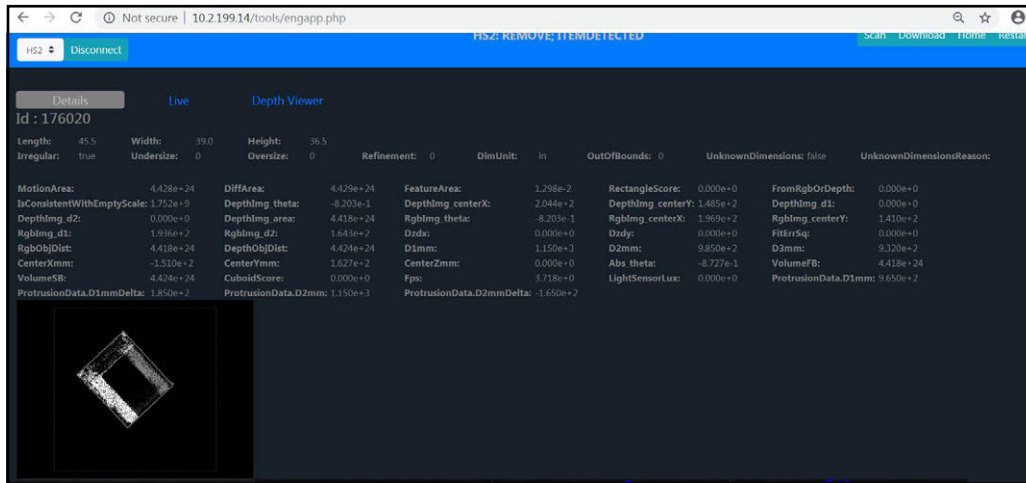 Not secure | 10.2.199.14/tools/engapp.php
HS2 Disconnect HS2: REMOVE; ITEMDETECTED Scan Download Home Restar
Details Live Depth Viewer
Id : 176020
Length: 45.5 Width: 39.0 Height: 36.5
Irregular: true Undersize: 0 Oversize: 0 Refinement: 0 DimUnit: in OutOfBounds: 0 UnknownDimensions: false UnknownDimensionsReason:
MotionArea: 4.428e+24 DiffArea: 4.429e+24 FeatureArea: 1.298e-2 RectangleScore: 0.000e+0 FromRgbOrDepth: 0.000e+0
IsConsistentWithEmptyScale: 1.752e+9 DepthImg_theta: -8.203e-1 DepthImg_centerX: 2.044e+2 DepthImg_centerY: 1.485e+2 DepthImg_d1: 0.000e+0
DepthImg_d2: 0.000e+0 DepthImg_area: 4.418e+24 RgbImg_theta: -8.203e-1 RgbImg_centerX: 1.969e+2 RgbImg_centerY: 1.410e+2
RgbImg_d1: 1.936e+2 RgbImg_d2: 1.643e+2 Dzdx: 0.000e+0 Dzdy: 0.000e+0 FitErrSq: 0.000e+0
RgbObjDist: 4.418e+24 DepthObjDist: 4.424e+24 D1mm: 1.150e+3 D2mm: 9.850e+2 D3mm: 9.320e+2
CenterXmm: -1.510e+2 CenterYmm: 1.627e+2 CenterZmm: 0.000e+0 Abs_theta: -8.727e-1 VolumeFB: 4.418e+24
VolumeSB: 4.424e+24 CuboidScore: 0.000e+0 Fps: 3.718e+0 LightSensorLux: 0.000e+0 ProtrusionData.D1mm: 9.650e+2
ProtrusionData.D1mmDelta: 1.850e+2 ProtrusionData.D2mm: 1.150e+3 ProtrusionData.D2mmDelta: -1.650e+2